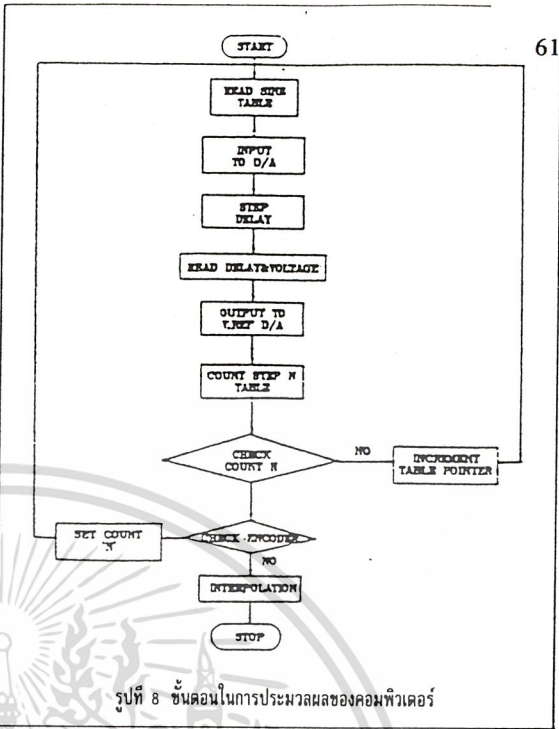 61
START
READ SINE
TABLE
INPUT
TO D/A
STEP
DELAY
READ DELAY&VOLTAGE
OUTPUT TO
V.REF D/A
COUNT STEP N
TABLE
CHECK
COUNT N
NO
INCREMENT
TABLE POINTER
CHECK ENCODER
SET COUNT
N
NO
INTERPOLATION
STOP
รูปที่ 8 ขั้นตอนในการประมวลผลของคอมพิวเตอร์